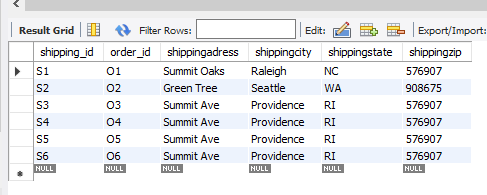 Result Grid Filter Rows: Edit: Export/Import:
shipping_id order_id shippingadress shippingcity shippingstate shippingzip
S1 O1 Summit Oaks Raleigh NC 576907
S2 O2 Green Tree Seattle WA 908675
S3 O3 Summit Ave Providence RI 576907
S4 O4 Summit Ave Providence RI 576907
S5 O5 Summit Ave Providence RI 576907
S6 O6 Summit Ave Providence RI 576907
NULL NULL NULL NULL NULL NULL